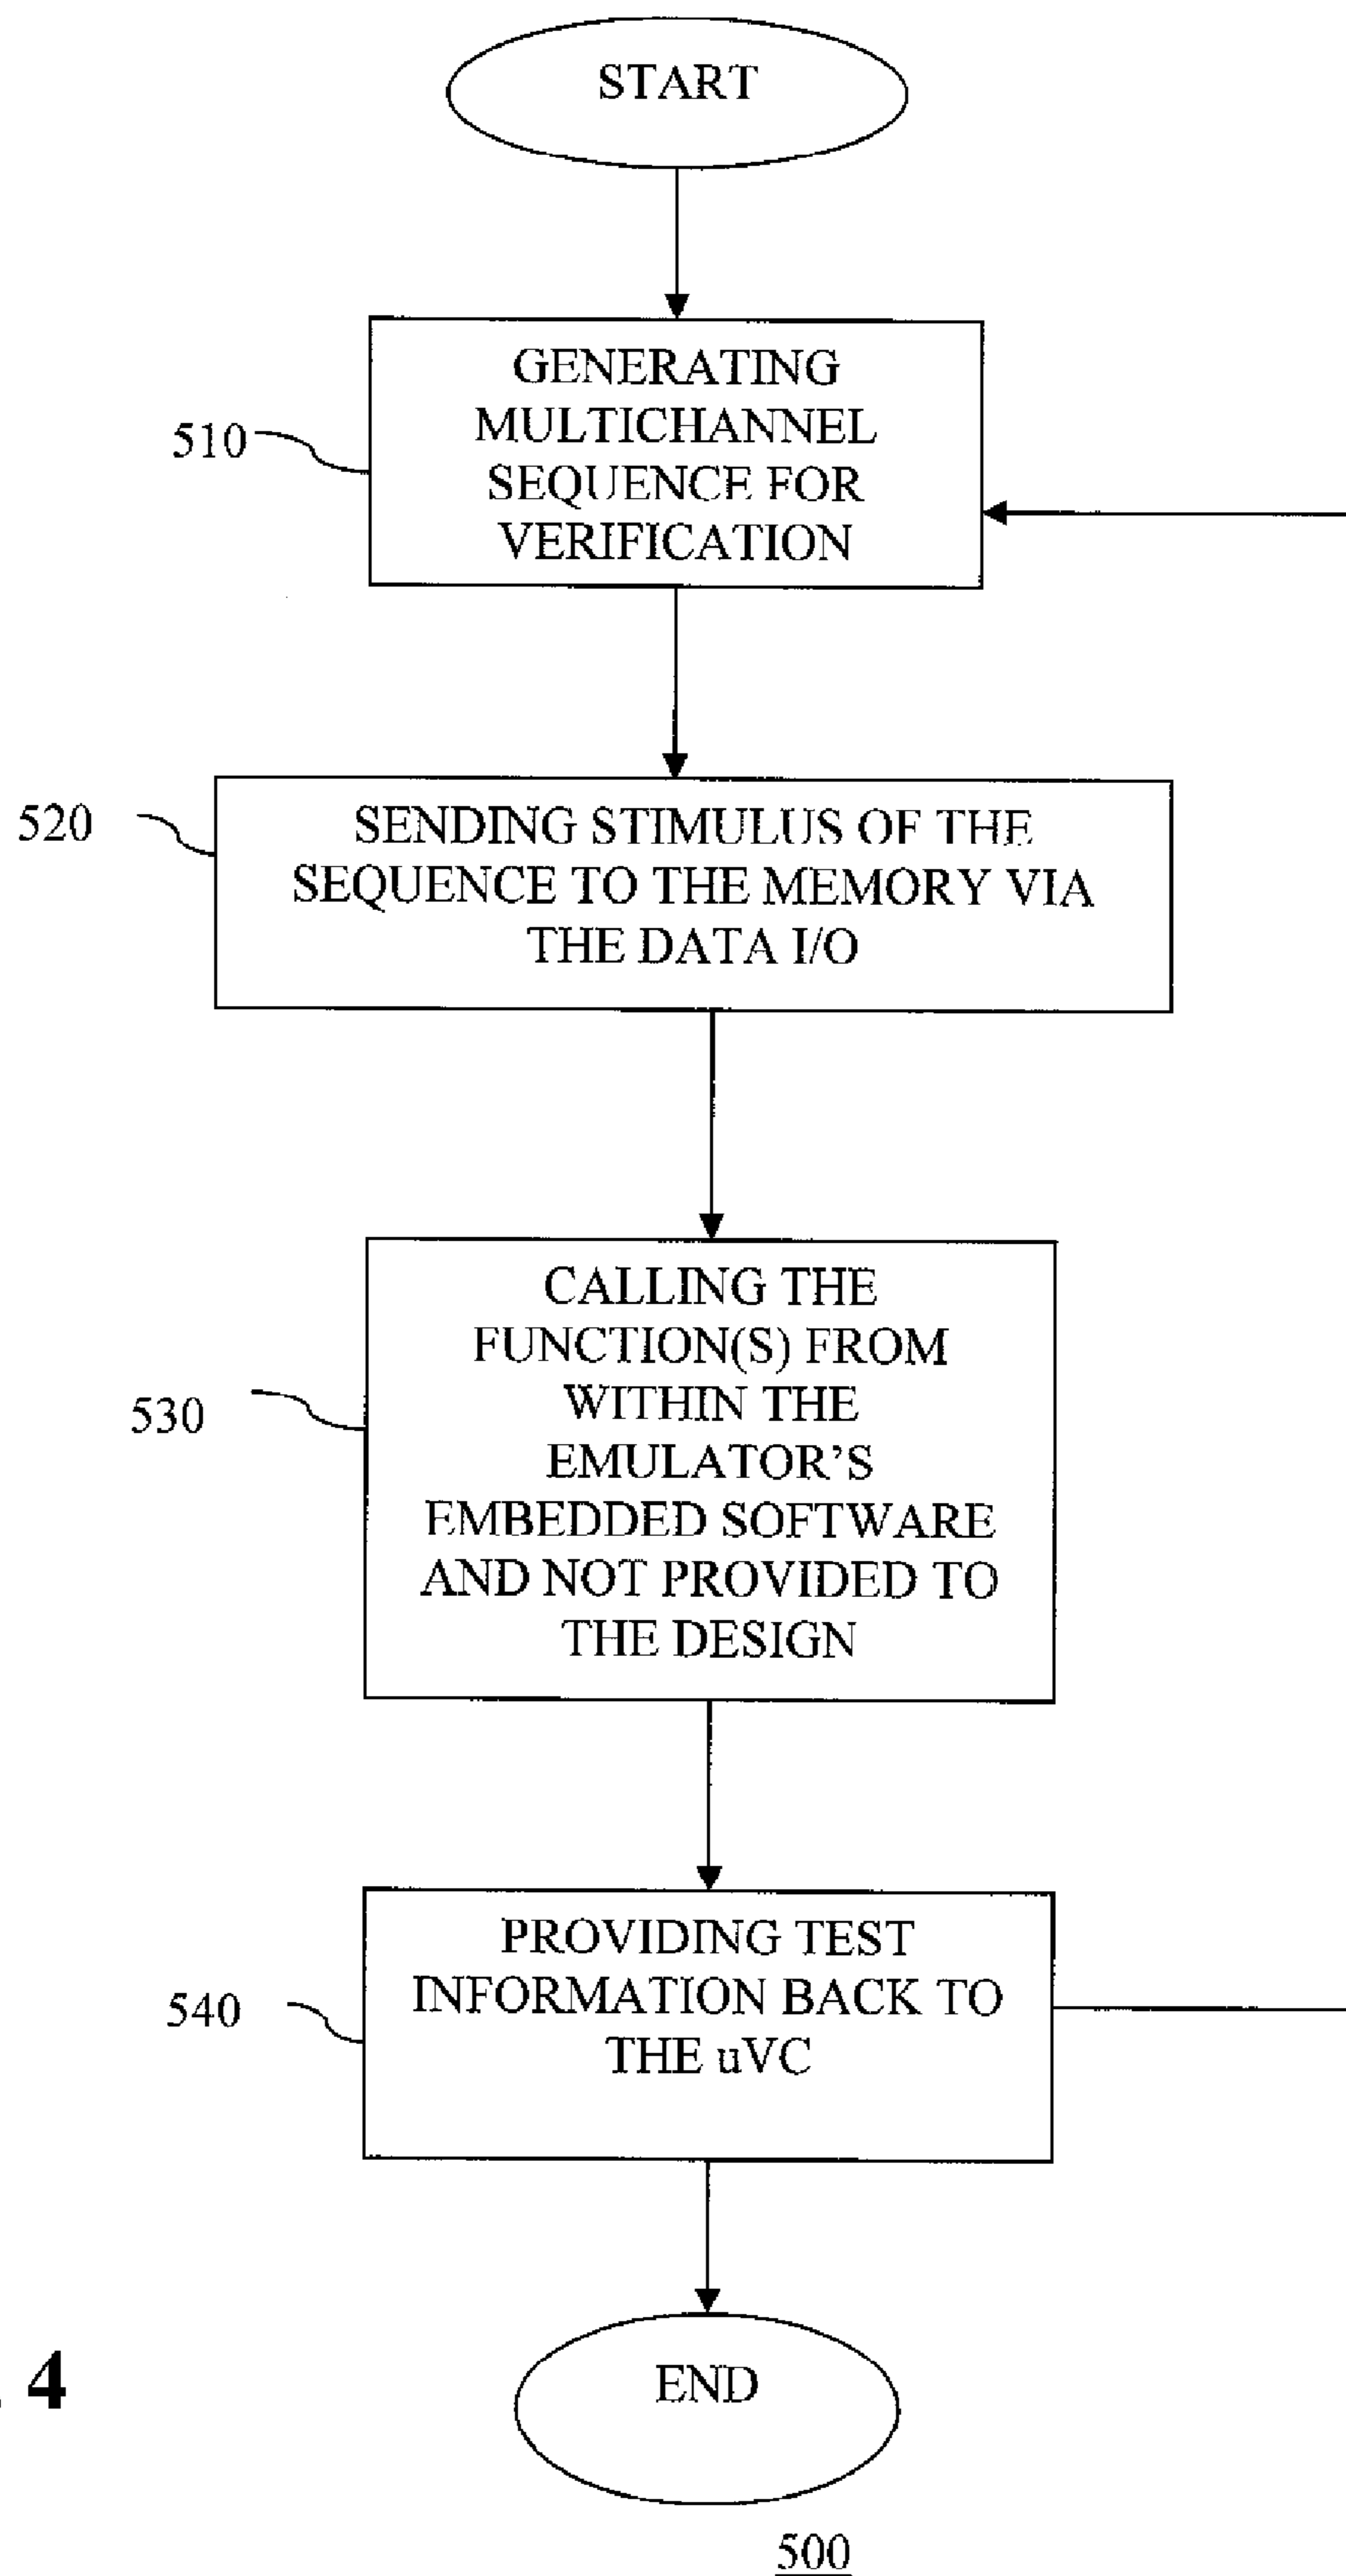 START
GENERATING
MULTICHANNEL
SEQUENCE FOR
VERIFICATION
510
520
SENDING STIMULUS OF THE
SEQUENCE TO THE MEMORY VIA
THE DATA I/O
CALLING THE
FUNCTION(S) FROM
WITHIN THE
EMULATOR'S
EMBEDDED SOFTWARE
AND NOT PROVIDED TO
THE DESIGN
530
PROVIDING TEST
INFORMATION BACK TO
THE uVC
540
END
. 4
500